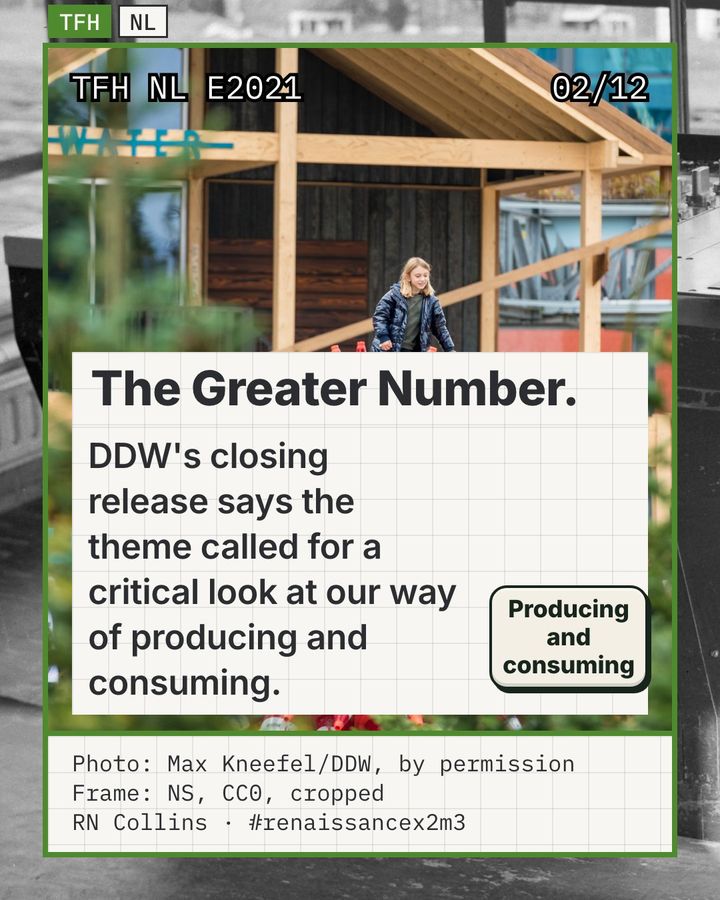 TFH NL
TFH NL E2021 02/12
WATER
The Greater Number.
DDW's closing
release says the
theme called for a
critical look at our way
of producing and
consuming.
Producing
and
consuming
Photo: Max Kneefel/DDW, by permission
Frame: NS, CC0, cropped
RN Collins · #renaissancex2m3